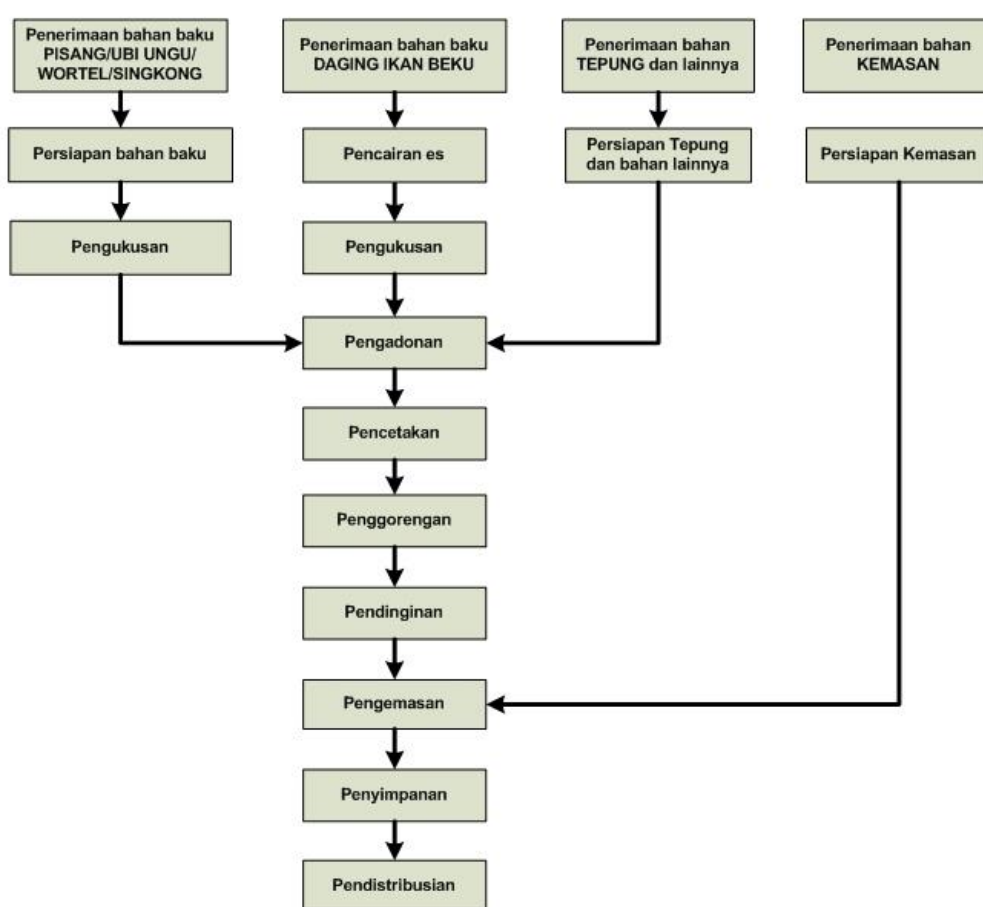 Penerimaan bahan baku
PISANG/UBI UNGU/
WORTEL/SINGKONG
Penerimaan bahan baku
DAGING IKAN BEKU
Penerimaan bahan
TEPUNG dan lainnya
Penerimaan bahan
KEMASAN
Persiapan bahan baku
Pencairan es
Persiapan Tepung
dan bahan lainnya
Persiapan Kemasan
Pengukusan
Pengukusan
Pengadonan
Pencetakan
Penggorengan
Pendinginan
Pengemasan
Penyimpanan
Pendistribusian